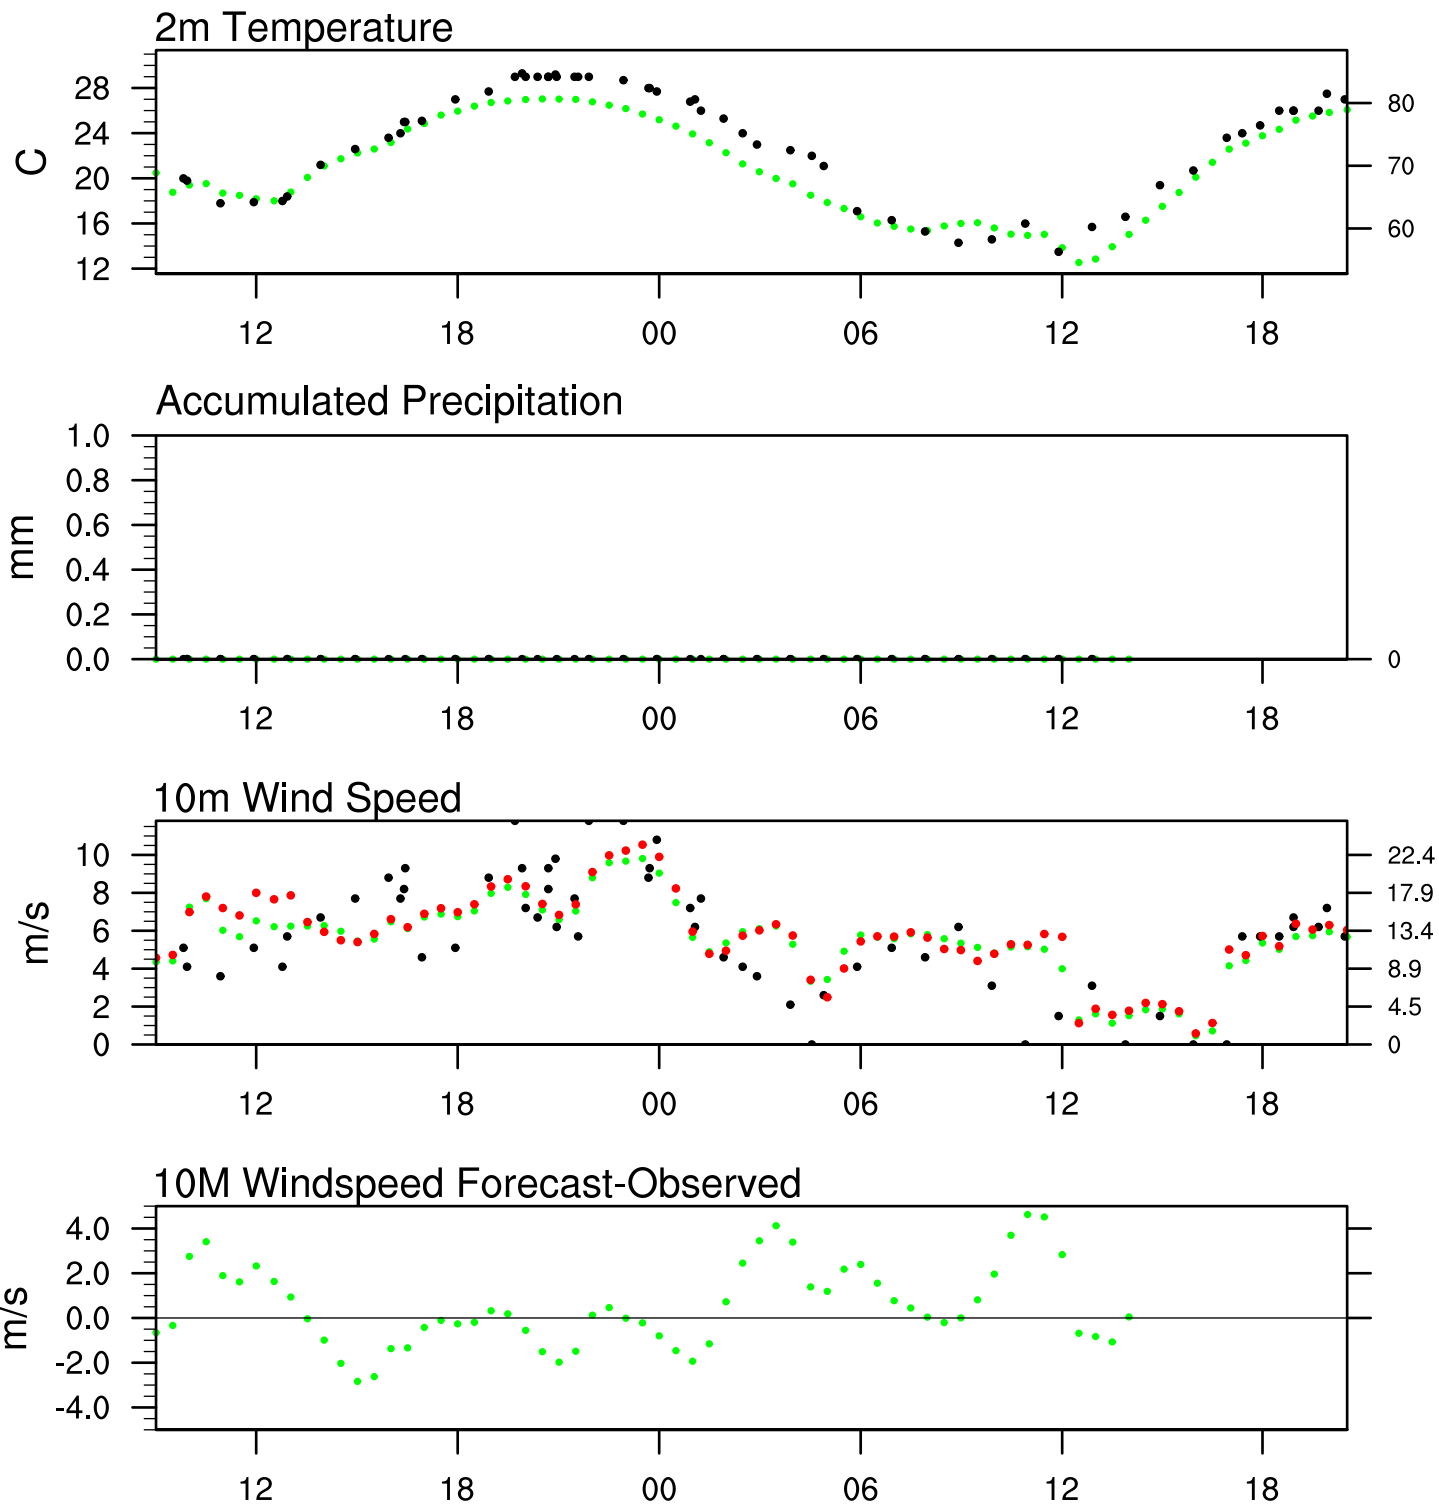 2m Temperature
28
24
20
16
12
C
80
70
60
12 18 00 06 12 18
Accumulated Precipitation
1.0
0.8
0.6
0.4
0.2
0.0
mm
0
12 18 00 06 12 18
10m Wind Speed
10
8
6
4
2
0
m/s
22.4
17.9
13.4
8.9
4.5
0
12 18 00 06 12 18
10M Windspeed Forecast-Observed
4.0
2.0
0.0
-2.0
-4.0
m/s
12 18 00 06 12 18